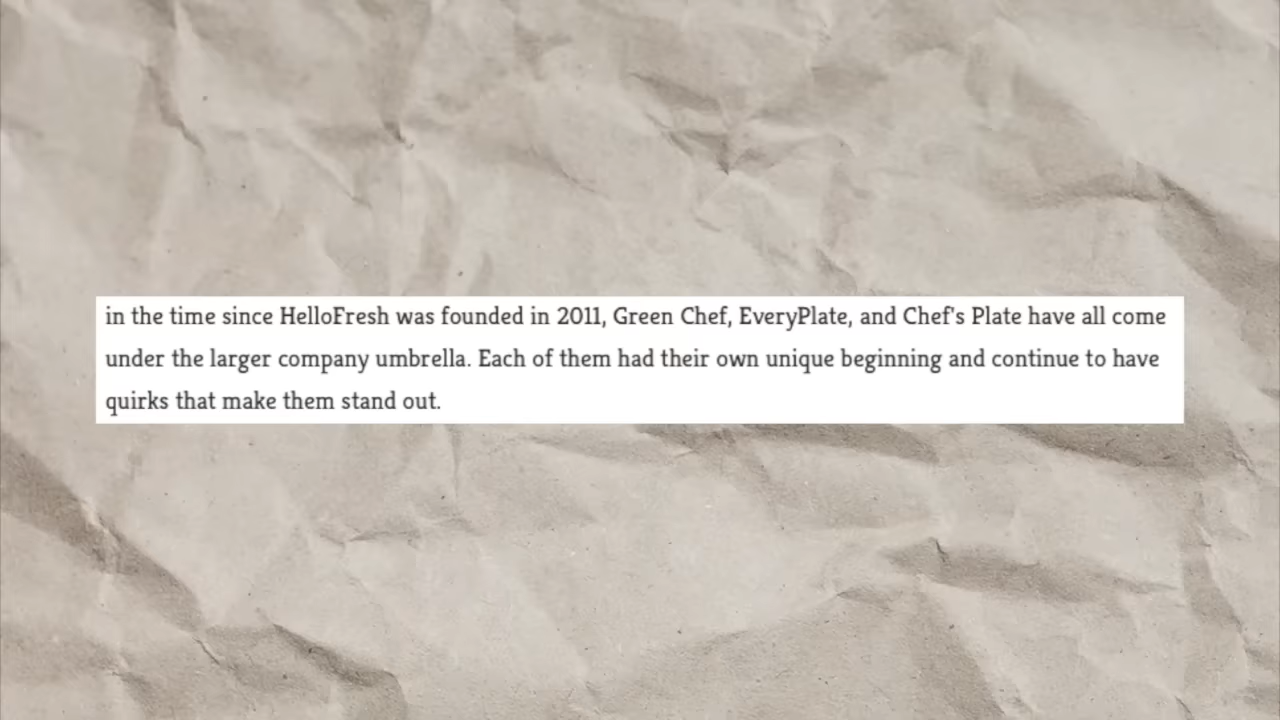 in the time since HelloFresh was founded in 2011, Green Chef, EveryPlate, and Chef's Plate have all come
under the larger company umbrella. Each of them had their own unique beginning and continue to have
quirks that make them stand out.